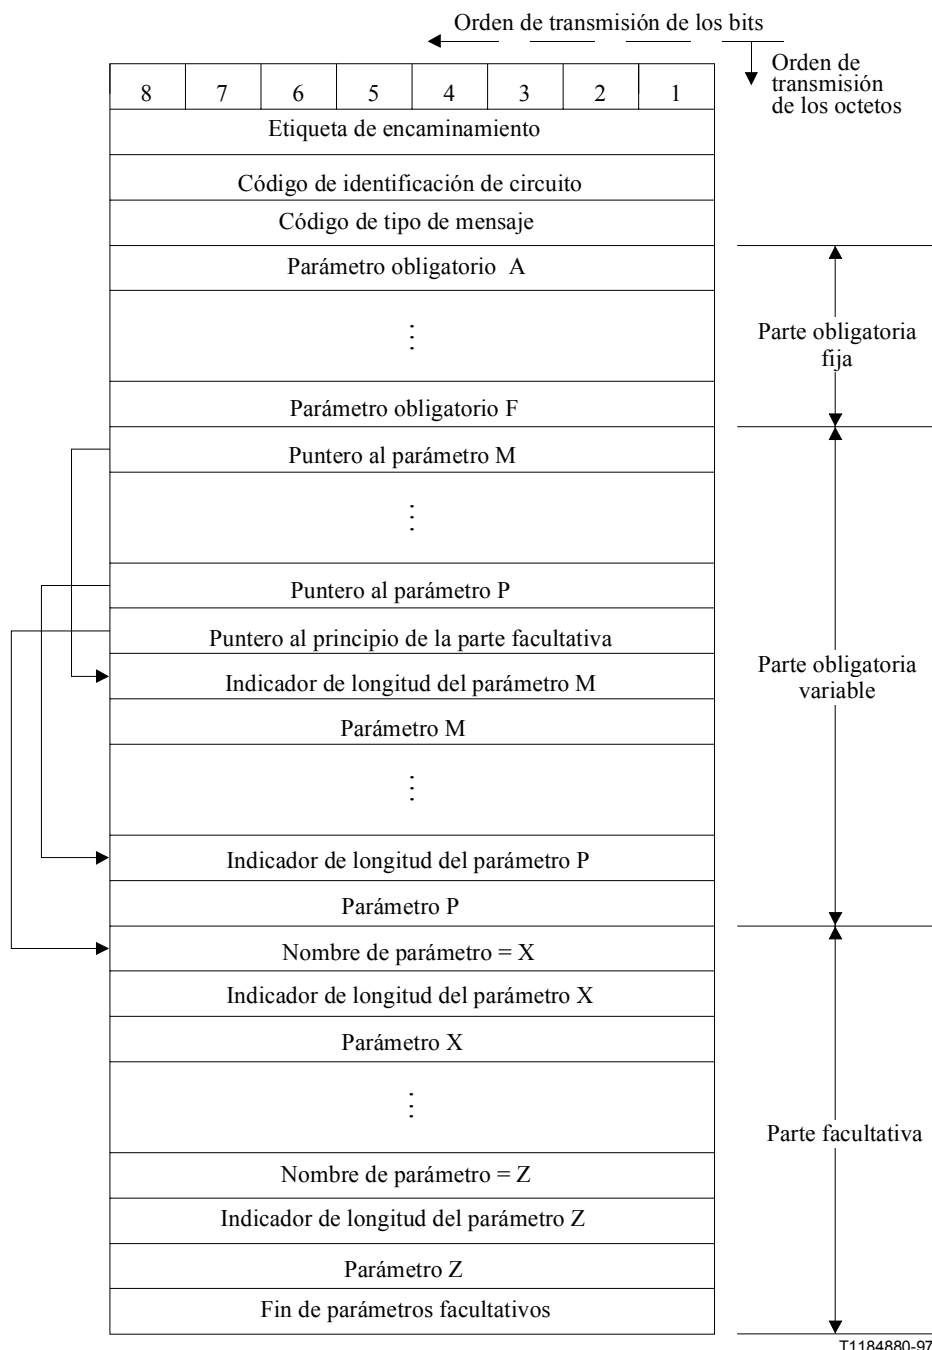 Orden de transmisión de los bits
Orden de
transmisión
de los octetos
8 7 6 5 4 3 2 1
Etiqueta de encaminamiento
Código de identificación de circuito
Código de tipo de mensaje
Parámetro obligatorio A
Parte obligatoria
fija
Parámetro obligatorio F
Puntero al parámetro M
Puntero al parámetro P
Puntero al principio de la parte facultativa
Indicador de longitud del parámetro M
Parte obligatoria
variable
Parámetro M
Indicador de longitud del parámetro P
Parámetro P
Nombre de parámetro = X
Indicador de longitud del parámetro X
Parámetro X
Parte facultativa
Nombre de parámetro = Z
Indicador de longitud del parámetro Z
Parámetro Z
Fin de parámetros facultativos
T1184880-97